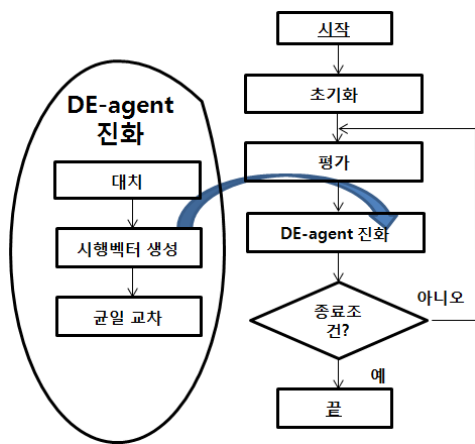 시작
초기화
DE-agent
진화
평가
대치
시행벡터 생성
DE-agent 진화
균일 교차
종료조
건?
아니오
예
끝